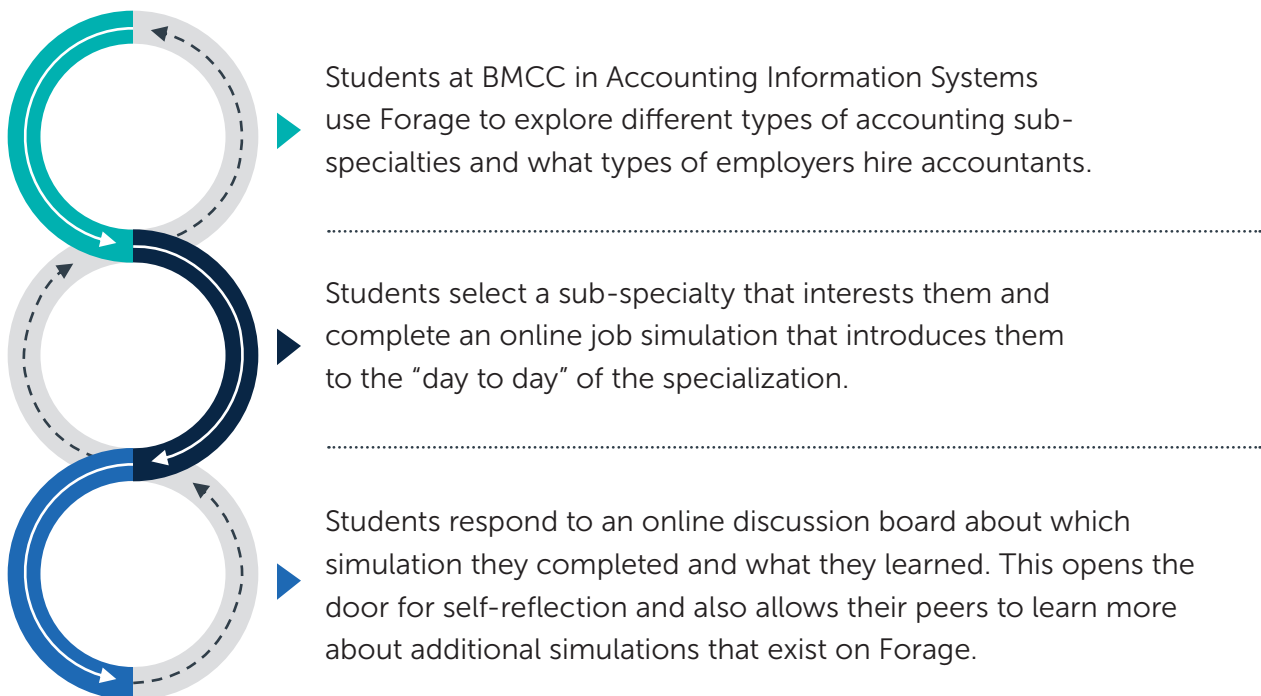 Students at BMCC in Accounting Information Systems
use Forage to explore different types of accounting sub-
specialties and what types of employers hire accountants.
Students select a sub-specialty that interests them and
complete an online job simulation that introduces them
to the “day to day” of the specialization.
Students respond to an online discussion board about which
simulation they completed and what they learned. This opens the
door for self-reflection and also allows their peers to learn more
about additional simulations that exist on Forage.